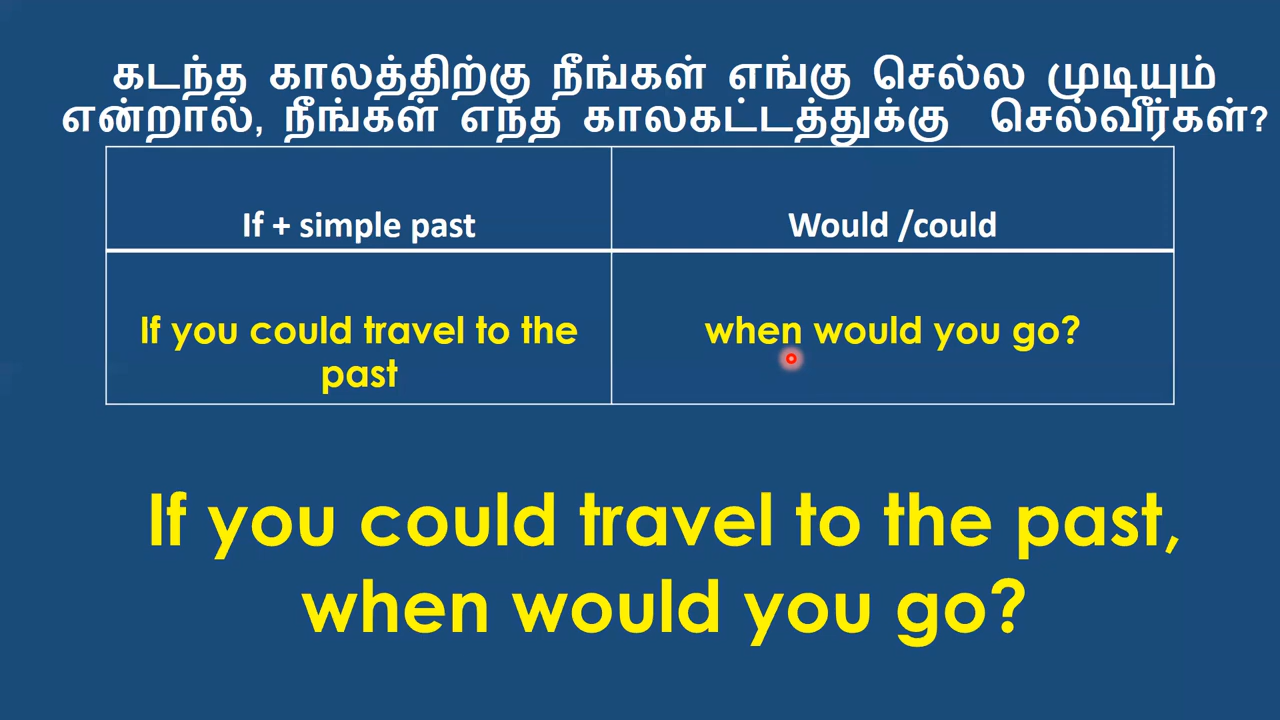 கடந்த காலத்திற்கு நீங்கள் எங்கு செல்ல முடியும்
என்றால், நீங்கள் எந்த காலகட்டத்துக்கு செல்வீர்கள்?
If + simple past
Would /could
If you could travel to the
past
when would you go?
If you could travel to the past,
when would you go?